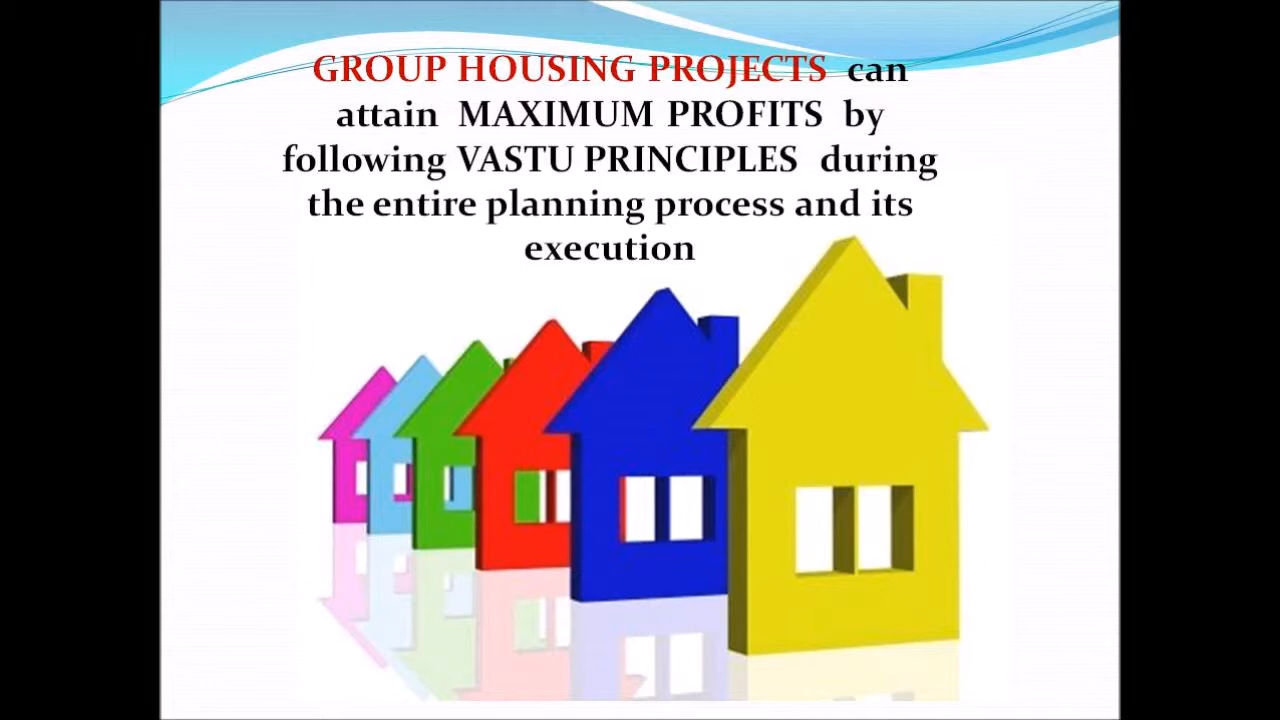 GROUP HOUSING PROJECTS can
attain MAXIMUM PROFITS by
following VASTU PRINCIPLES during
the entire planning process and its
execution